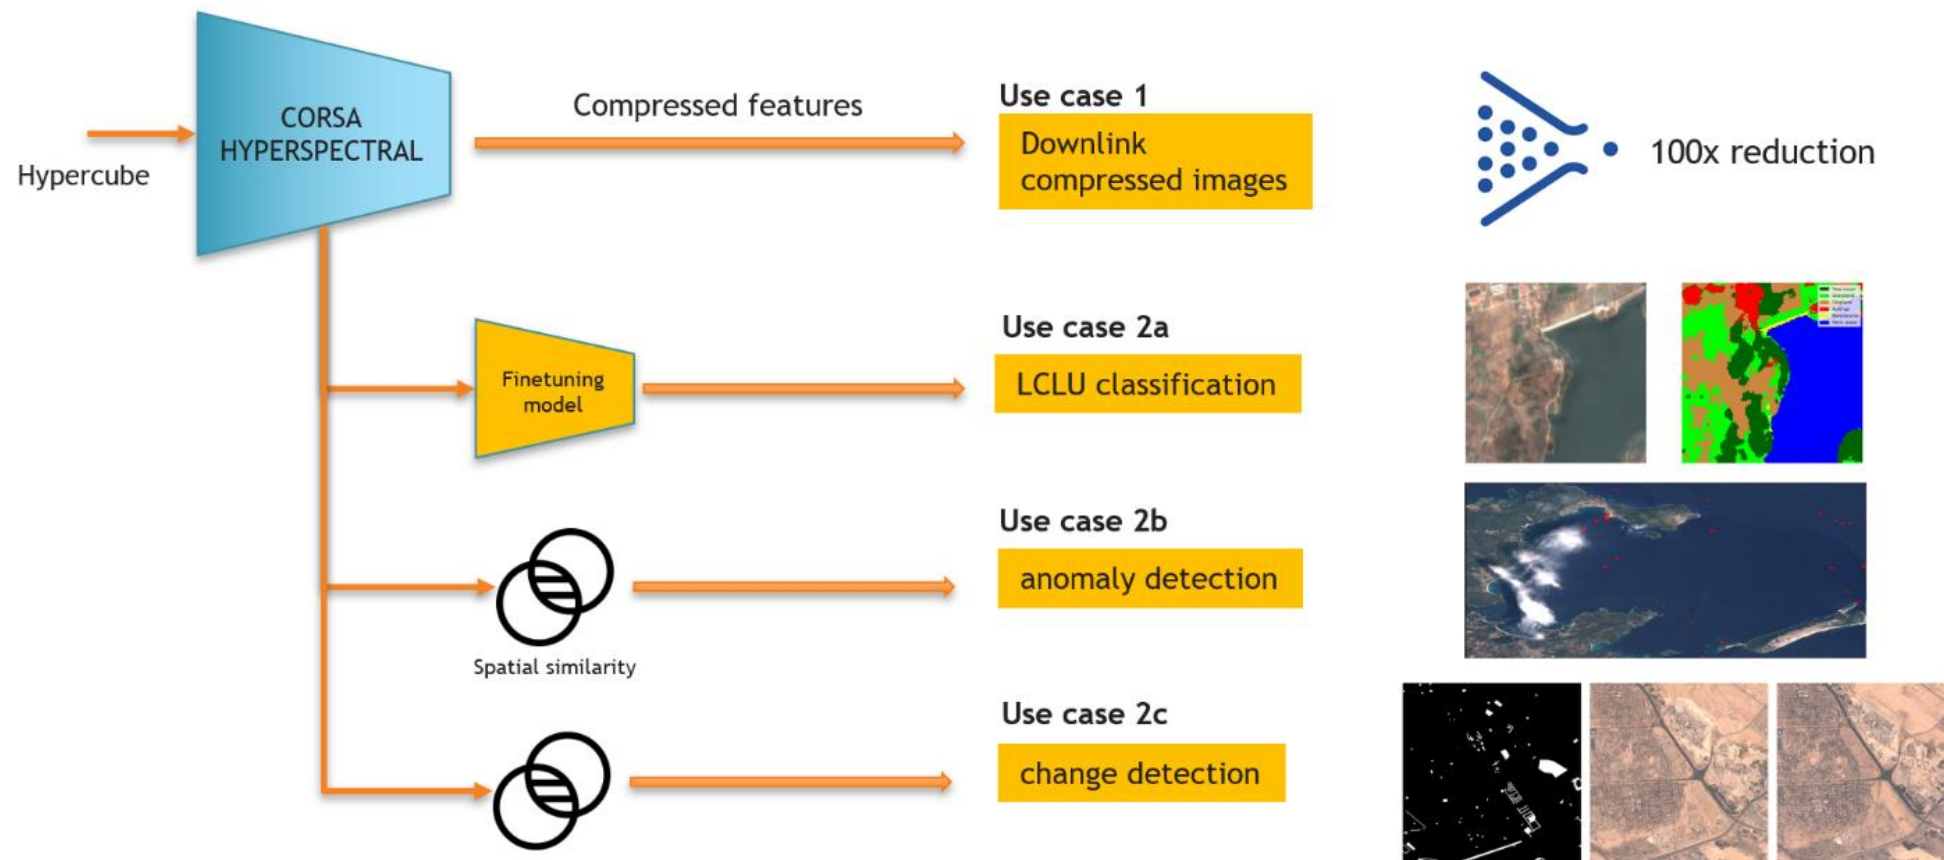 Hypercube
CORSA
HYPERSPECTRAL
Compressed features
Use case 1
Downlink
compressed images
100x reduction
Finetuning
model
Use case 2a
LCLU classification
Spatial similarity
Use case 2b
anomaly detection
Use case 2c
change detection